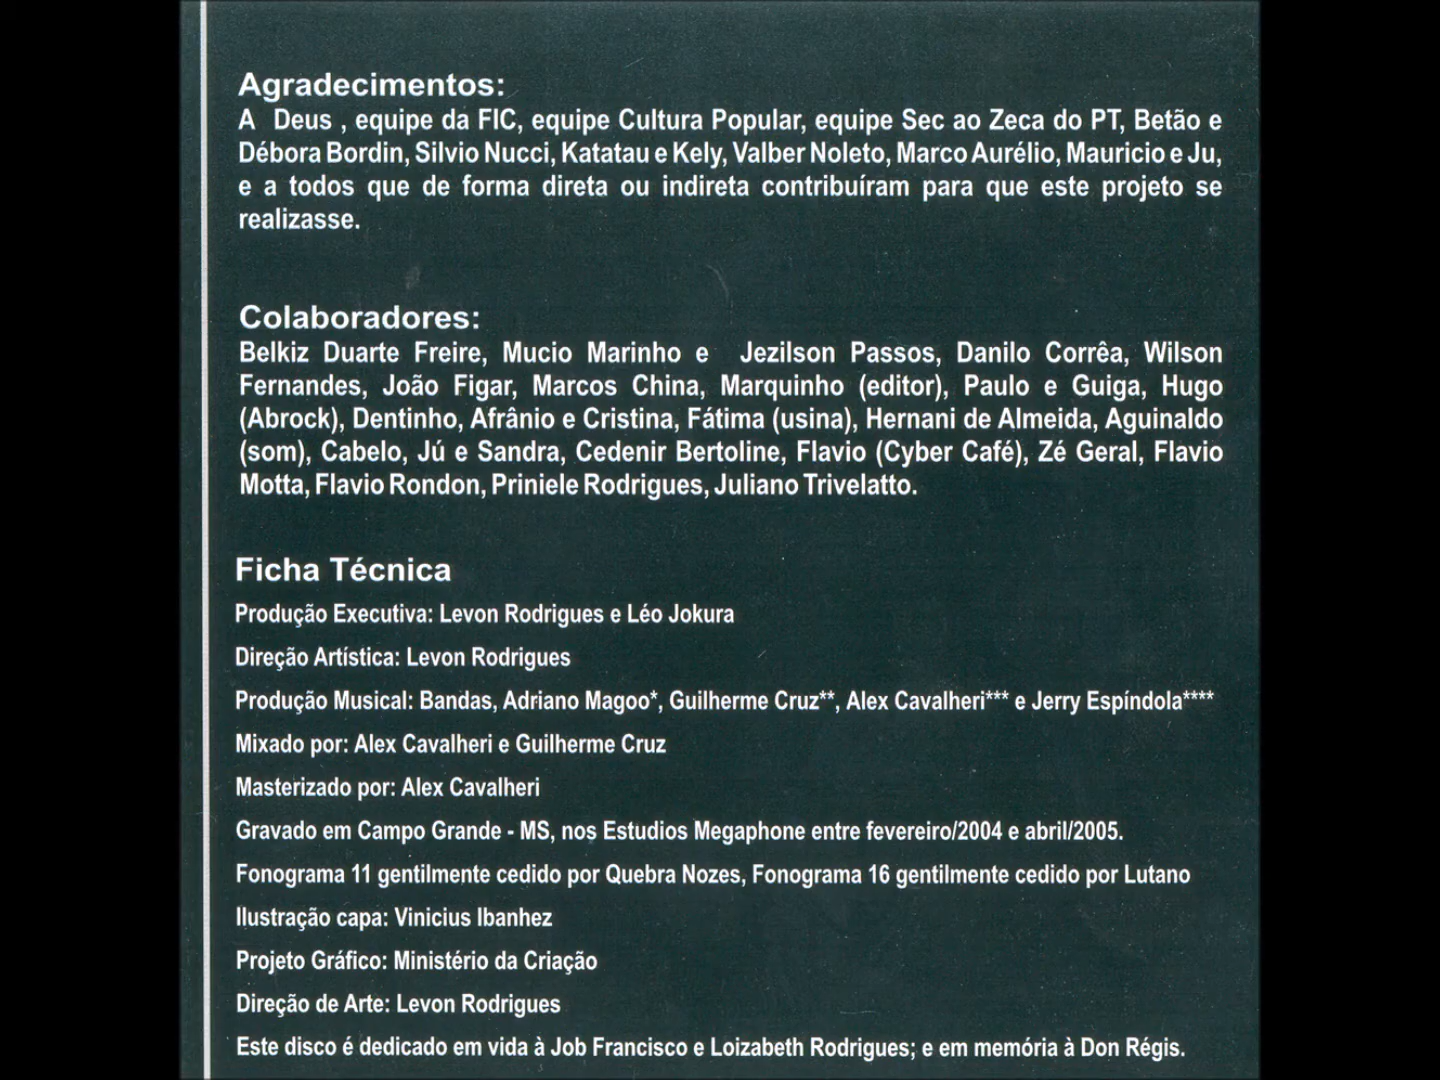 Agradecimentos:
A Deus , equipe da FIC, equipe Cultura Popular, equipe Sec ao Zeca do PT, Betão e
Débora Bordin, Silvio Nucci, Katatau e Kely, Valber Noleto, Marco Aurélio, Mauricio e Ju,
e a todos que de forma direta ou indireta contribuíram para que este projeto se
realizasse.
Colaboradores:
Belkiz Duarte Freire, Mucio Marinho e Jezilson Passos, Danilo Corrêa, Wilson
Fernandes, João Figar, Marcos China, Marquinho (editor), Paulo e Guiga, Hugo
(Abrock), Dentinho, Afrânio e Cristina, Fátima (usina), Hernani de Almeida, Aguinaldo
(som), Cabelo, Jú e Sandra, Cedenir Bertoline, Flavio (Cyber Café), Zé Geral, Flavio
Motta, Flavio Rondon, Priniele Rodrigues, Juliano Trivelatto.
Ficha Técnica
Produção Executiva: Levon Rodrigues e Léo Jokura
Direção Artística: Levon Rodrigues
Produção Musical: Bandas, Adriano Magoo*, Guilherme Cruz**, Alex Cavalheri*** e Jerry Espíndola****
Mixado por: Alex Cavalheri e Guilherme Cruz
Masterizado por: Alex Cavalheri
Gravado em Campo Grande - MS, nos Estudios Megaphone entre fevereiro/2004 e abril/2005.
Fonograma 11 gentilmente cedido por Quebra Nozes, Fonograma 16 gentilmente cedido por Lutano
Ilustração capa: Vinicius Ibanhez
Projeto Gráfico: Ministério da Criação
Direção de Arte: Levon Rodrigues
Este disco é dedicado em vida à Job Francisco e Loizabeth Rodrigues; e em memória à Don Régis.